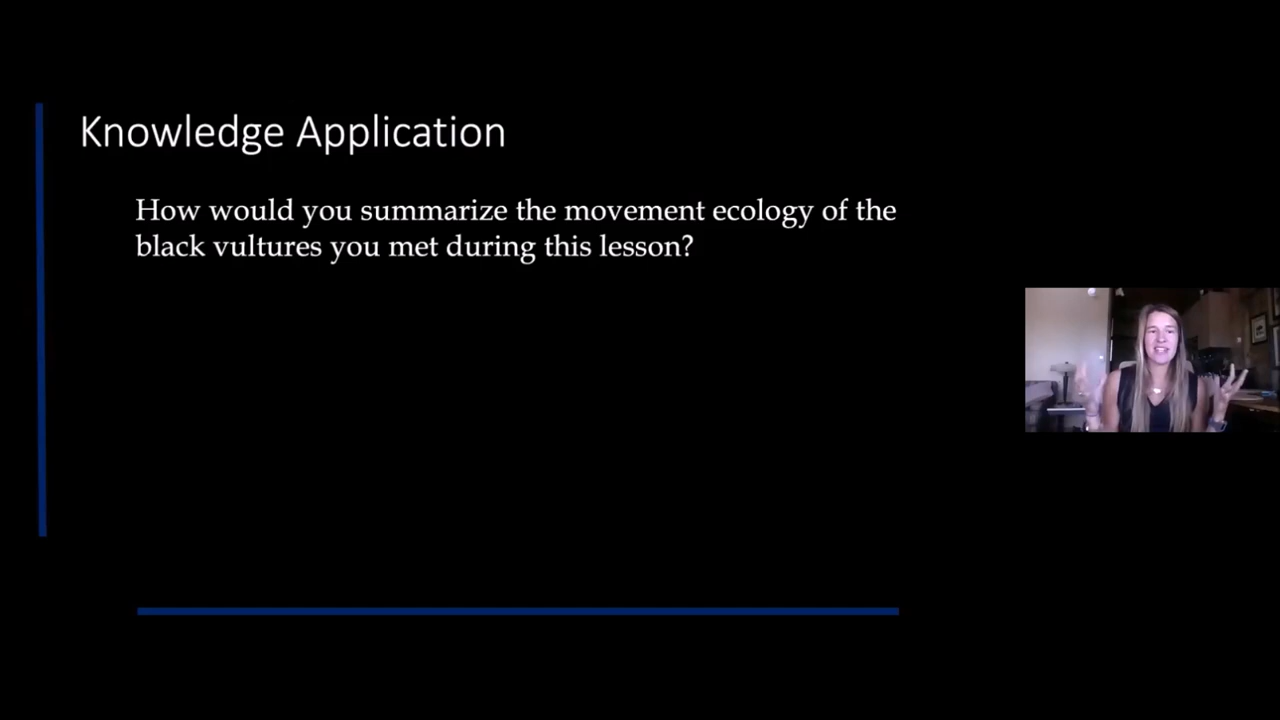 Knowledge Application
How would you summarize the movement ecology of the
black vultures you met during this lesson?